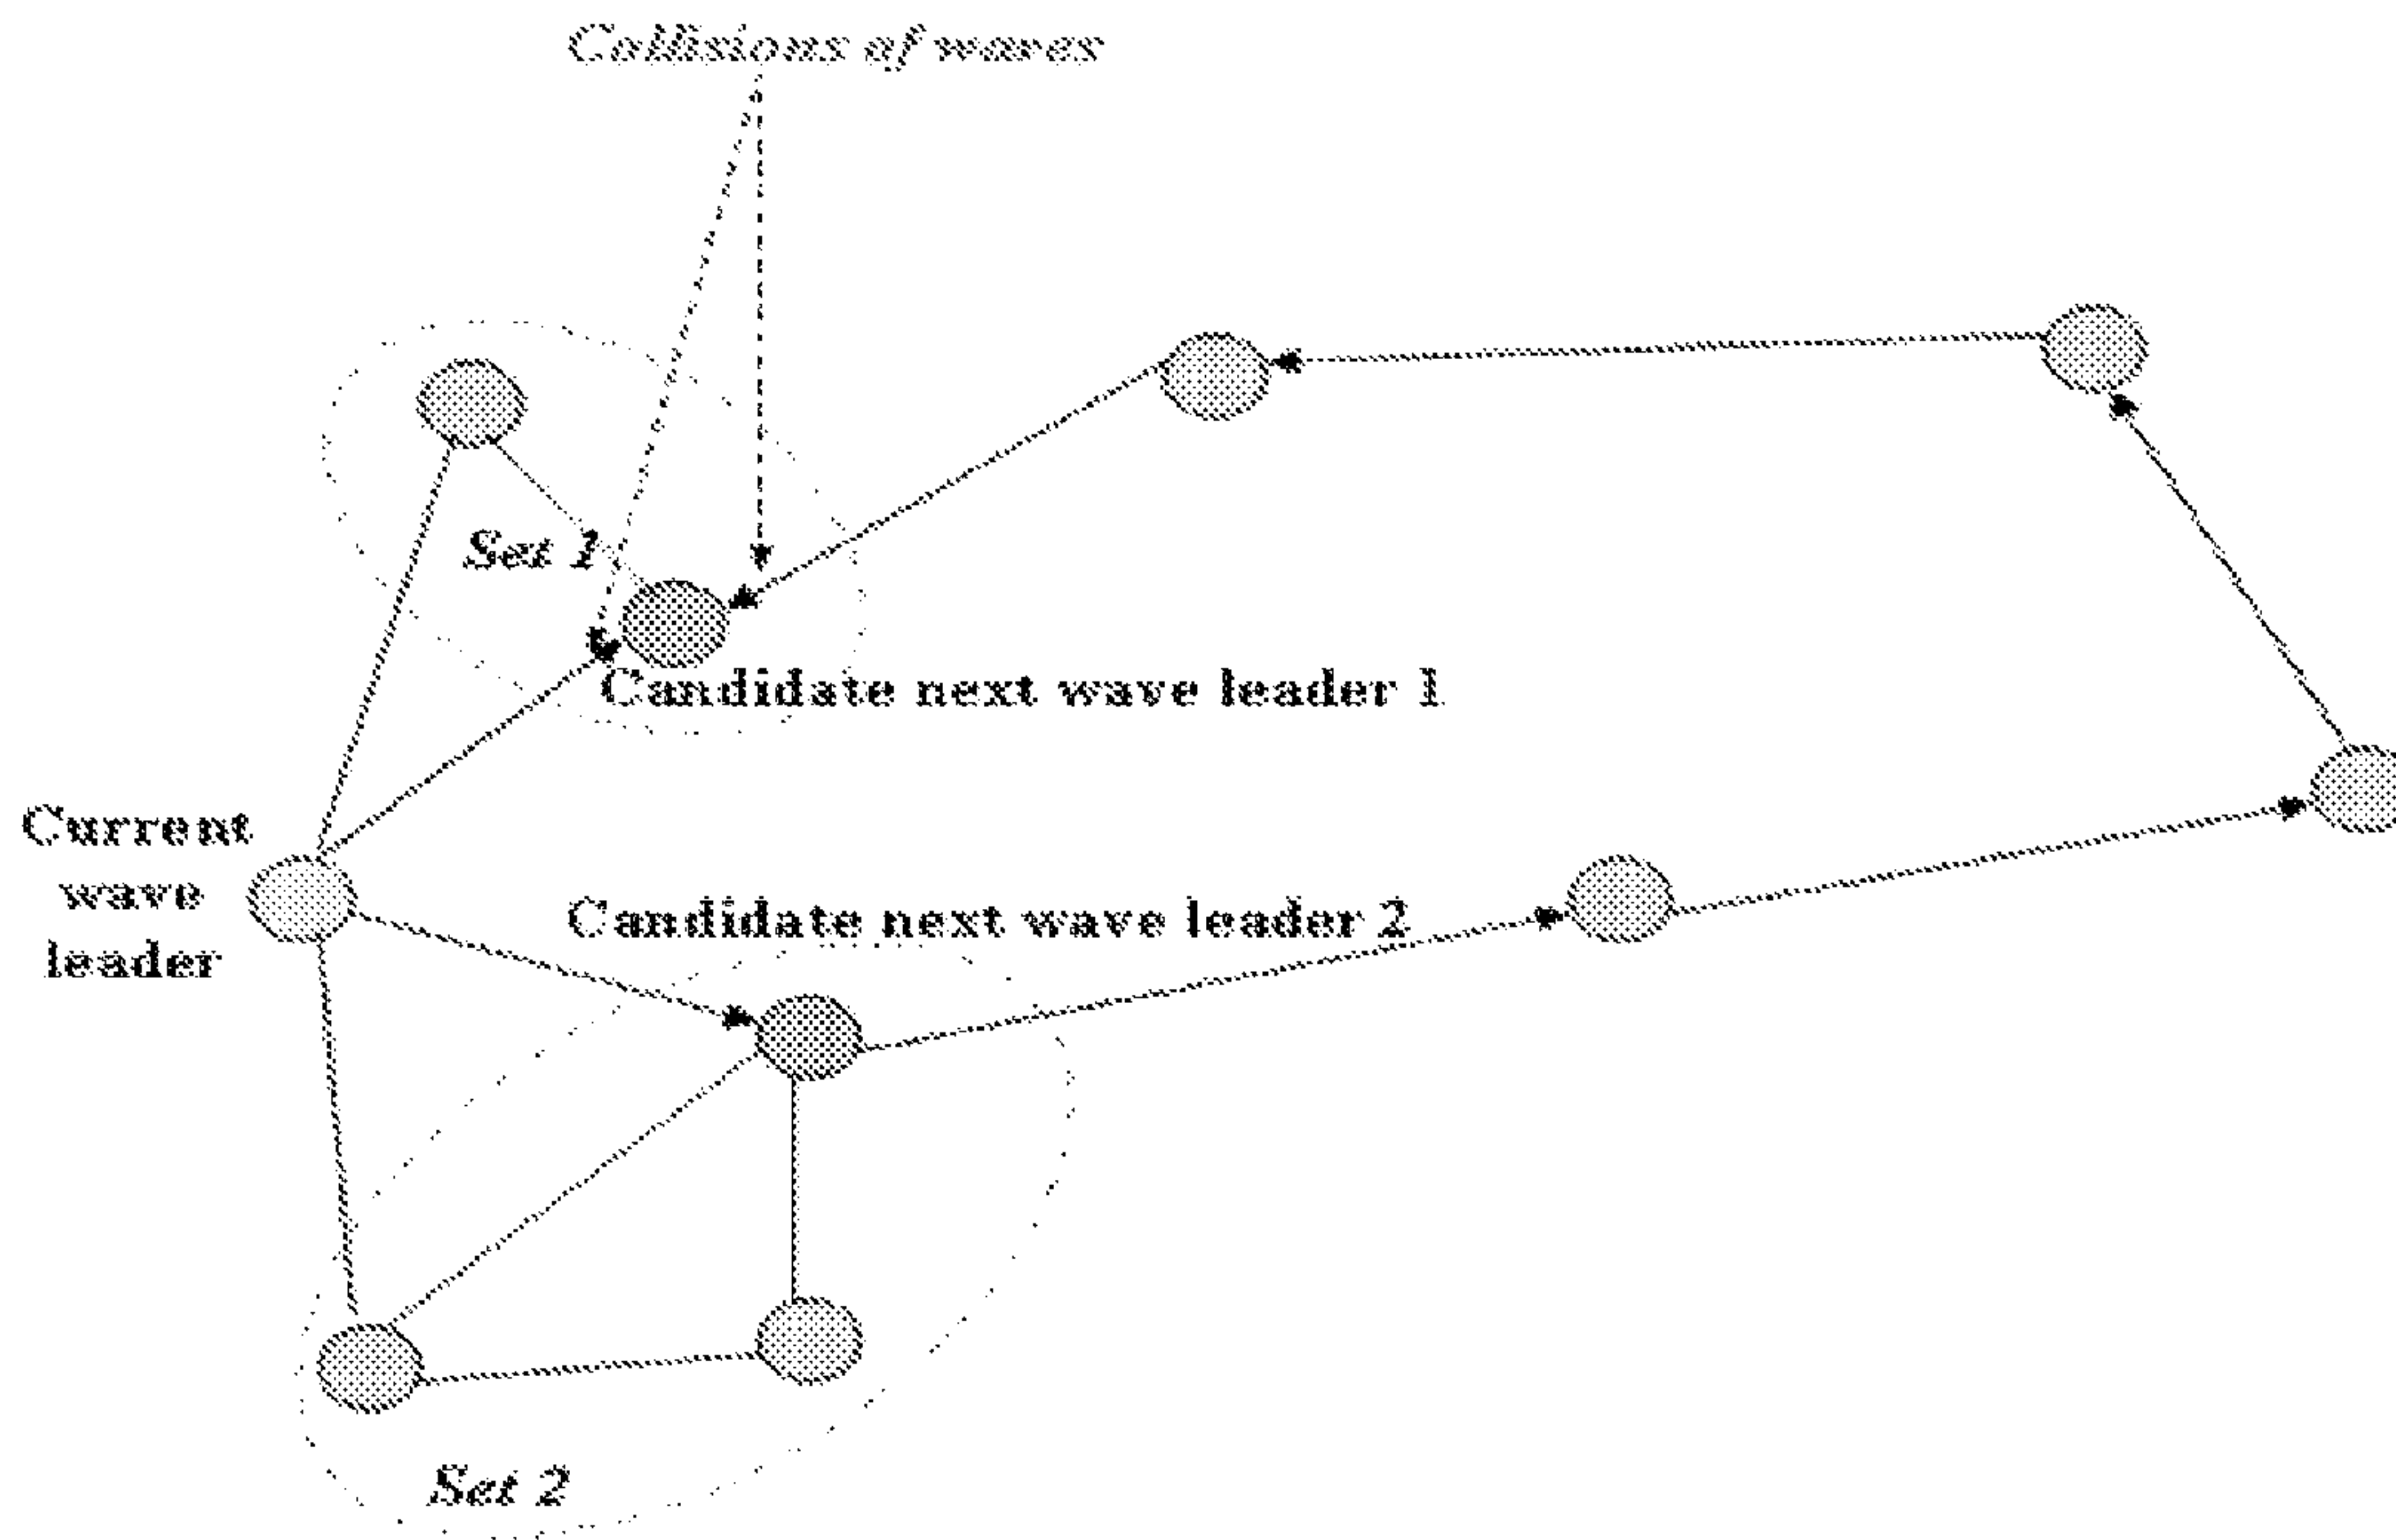 Collisions of waves
Set 1
Candidate next wave leader 1
Current
wave
leader
Candidate next wave leader 2
Set 2